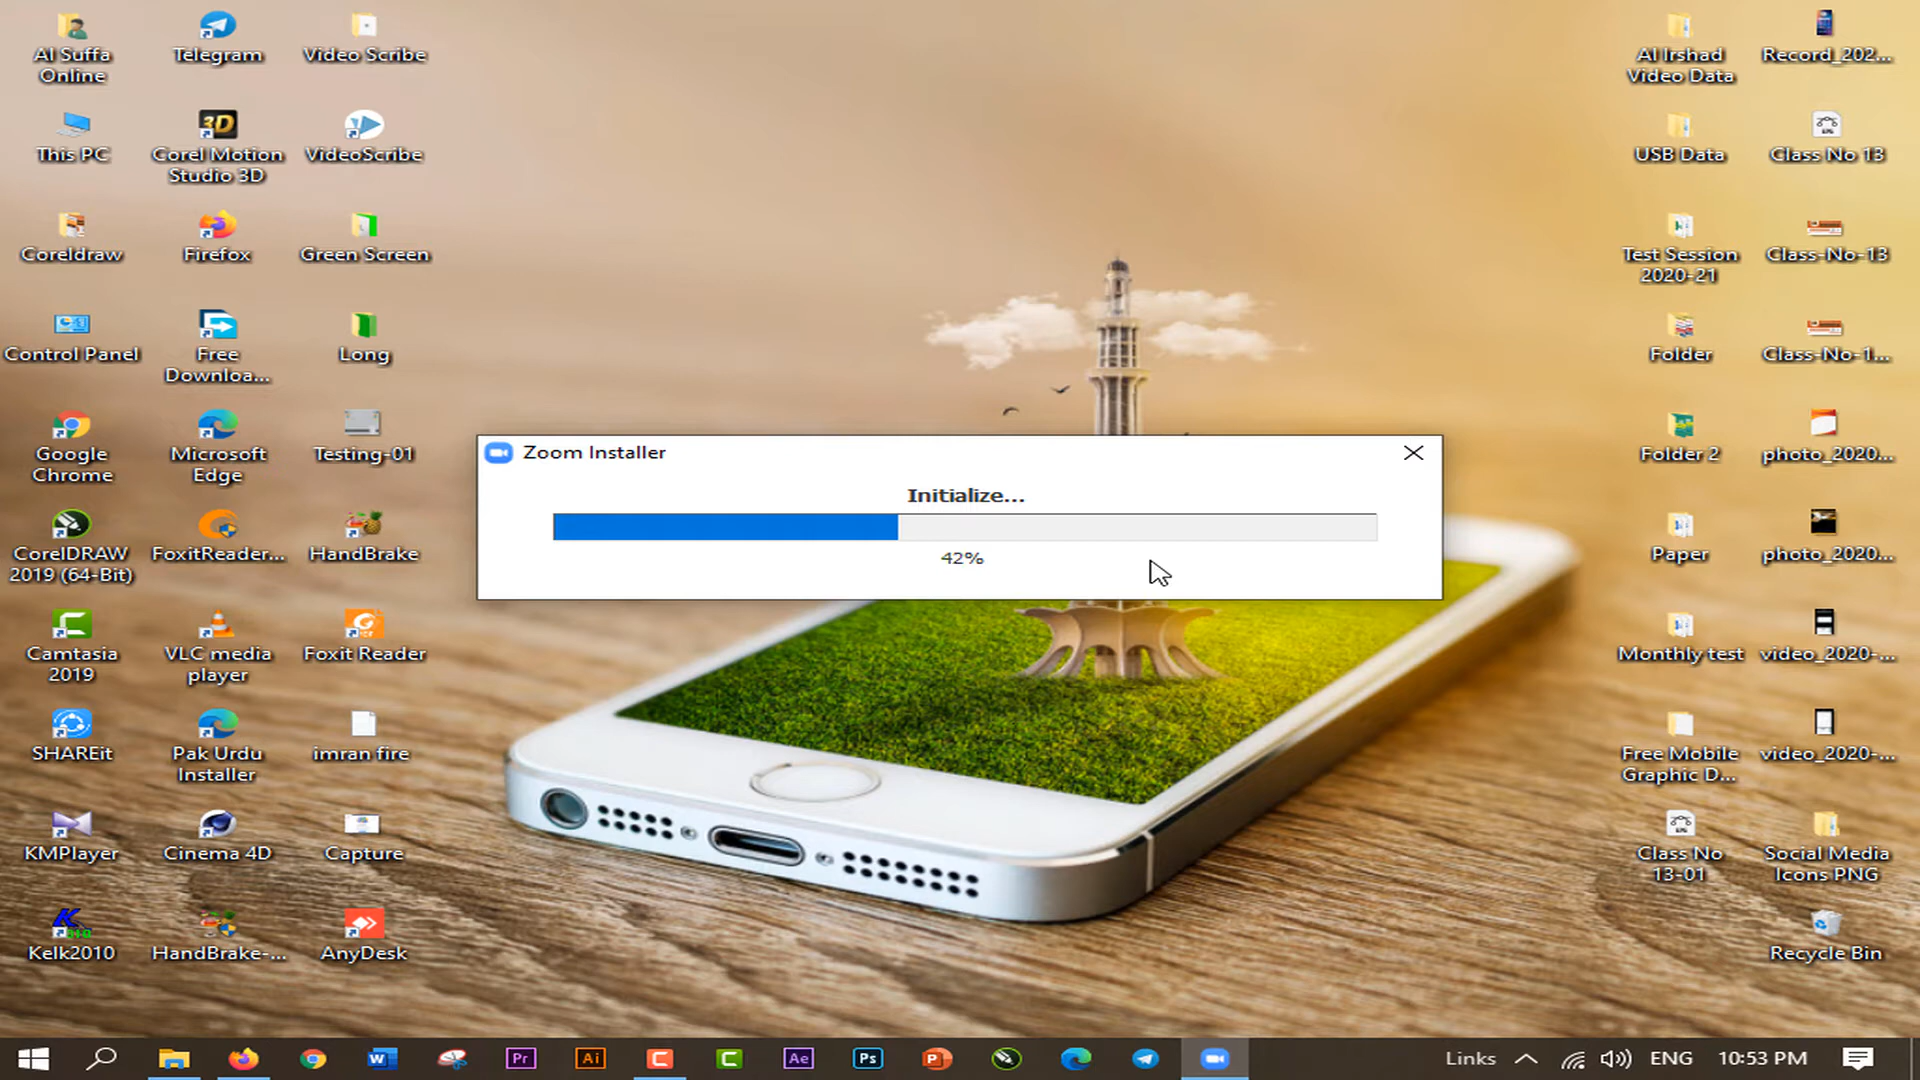 Al Suffa
Online
Telegram
Video Scribe
Al Irshad
Video Data
Record_202...
This PC
3D
Corel Motion
Studio 3D
VideoScribe
USB Data
Class No 13
Coreldraw
Firefox
Green Screen
Test Session
2020-21
Class-No-13
Control Panel
Free
Downloa...
Long
Folder
Class-No-1...
Google
Chrome
Microsoft
Edge
Testing-01
Folder 2
photo_2020...
Zoom Installer
Initialize...
42%
CorelDRAW
2019 (64-Bit)
FoxitReader...
HandBrake
Paper
photo_2020...
Camtasia
2019
VLC media
player
Foxit Reader
Monthly test
video_2020-...
SHAREit
Pak Urdu
Installer
imran fire
Free Mobile
Graphic D...
video_2020-...
KMPlayer
Cinema 4D
Capture
Class No
13-01
Social Media
Icons PNG
Kelk2010
HandBrake-...
AnyDesk
Recycle Bin
W
Pr
Ai
C
C
Ae
Ps
P
Links
ENG
10:53 PM